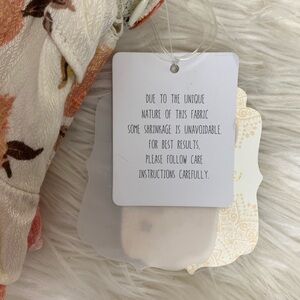 DUE TO THE UNIQUE
NATURE OF THIS FABRIC
SOME SHRINKAGE IS UNAVOIDABLE.
FOR BEST RESULTS,
PLEASE FOLLOW CARE
INSTRUCTIONS CAREFULLY.